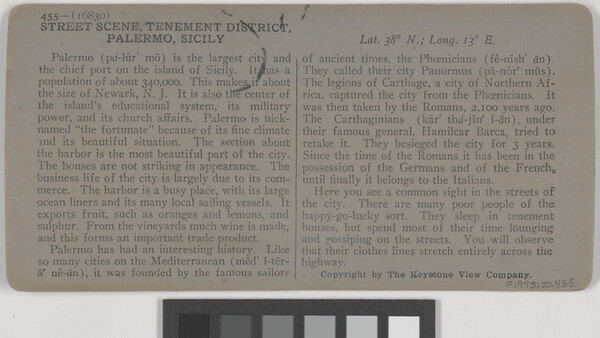 455—(16830)
STREET SCENE, TENEMENT DISTRICT,
PALERMO, SICILY
Palermo (pȧ-lûr′ mō) is the largest city and
the chief port on the island of Sicily. It has a
population of about 340,000. This makes it about
the size of Newark, N. J. It is also the center of
the island's educational system, its military
power, and its church affairs. Palermo is nick-
named "the fortunate" because of its fine climate
and its beautiful situation. The section about
the harbor is the most beautiful part of the city.
The houses are not striking in appearance. The
business life of the city is largely due to its com-
merce. The harbor is a busy place, with its large
ocean liners and its many local sailing vessels. It
exports fruit, such as oranges and lemons, and
sulphur. From the vineyards much wine is made,
and this forms an important trade product.
Palermo has had an interesting history. Like
so many cities on the Mediterranean (mĕd′ ĭ-tĕr-
ā′ nē-ăn), it was founded by the famous sailors
Lat. 38° N.; Long. 13° E.
of ancient times, the Phœnicians (fē-nĭsh′ ăn).
They called their city Panormus (pă-nôr′ mŭs).
The legions of Carthage, a city of Northern Af-
rica, captured the city from the Phœnicians. It
was then taken by the Romans, 2,100 years ago.
The Carthaginians (kär′ thȧ-jĭn′ ĭ-ăn), under
their famous general, Hamilcar Barca, tried to
retake it. They besieged the city for 3 years.
Since the time of the Romans it has been in the
possession of the Germans and of the French,
until finally it belongs to the Italians.
Here you see a common sight in the streets of
the city. There are many poor people of the
happy-go-lucky sort. They sleep in tenement
houses, but spend most of their time lounging
and gossiping on the streets. You will observe
that their clothes lines stretch entirely across the
highway.
Copyright by The Keystone View Company.
P1973.20.455